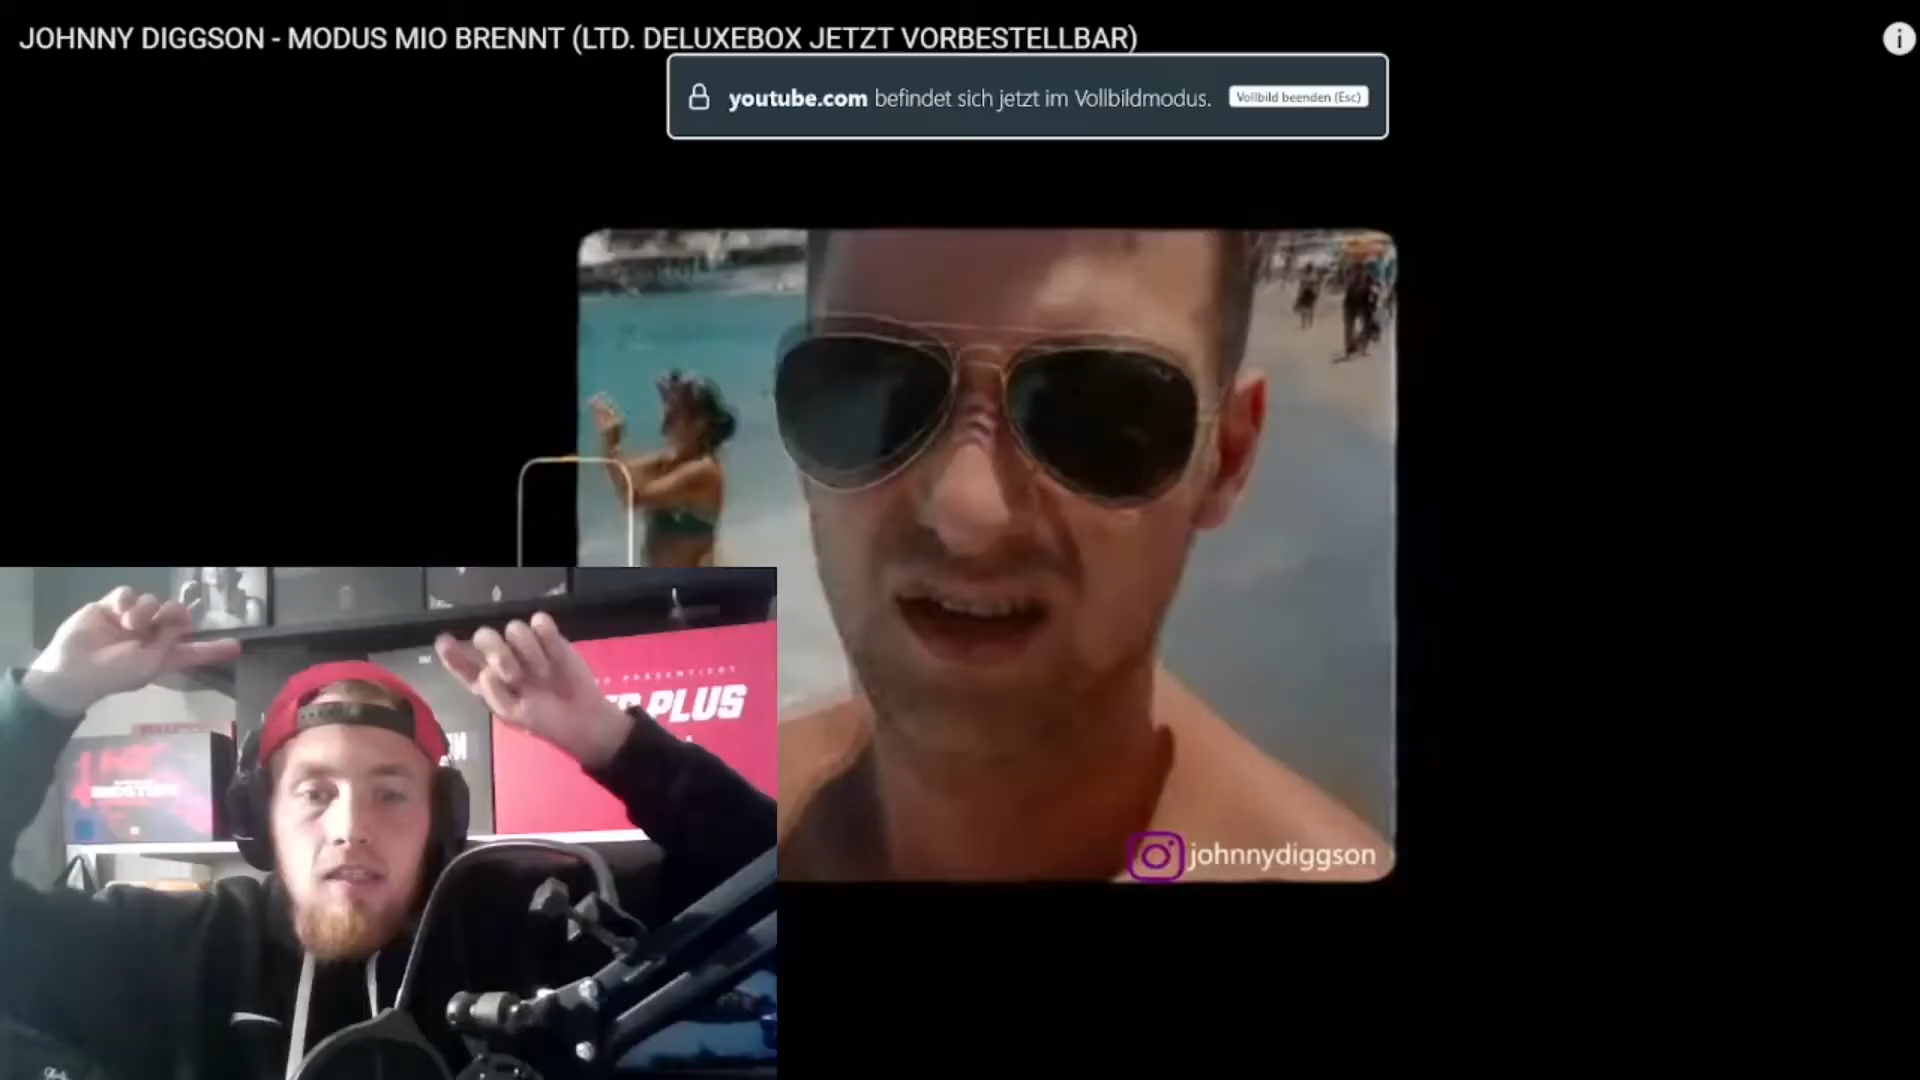 JOHNNY DIGGSON - MODUS MIO BRENNT (LTD. DELUXEBOX JETZT VORBESTELLBAR)
youtube.com befindet sich jetzt im Vollbildmodus. Vollbild beenden (Esc)
PLUS
johnnydiggson